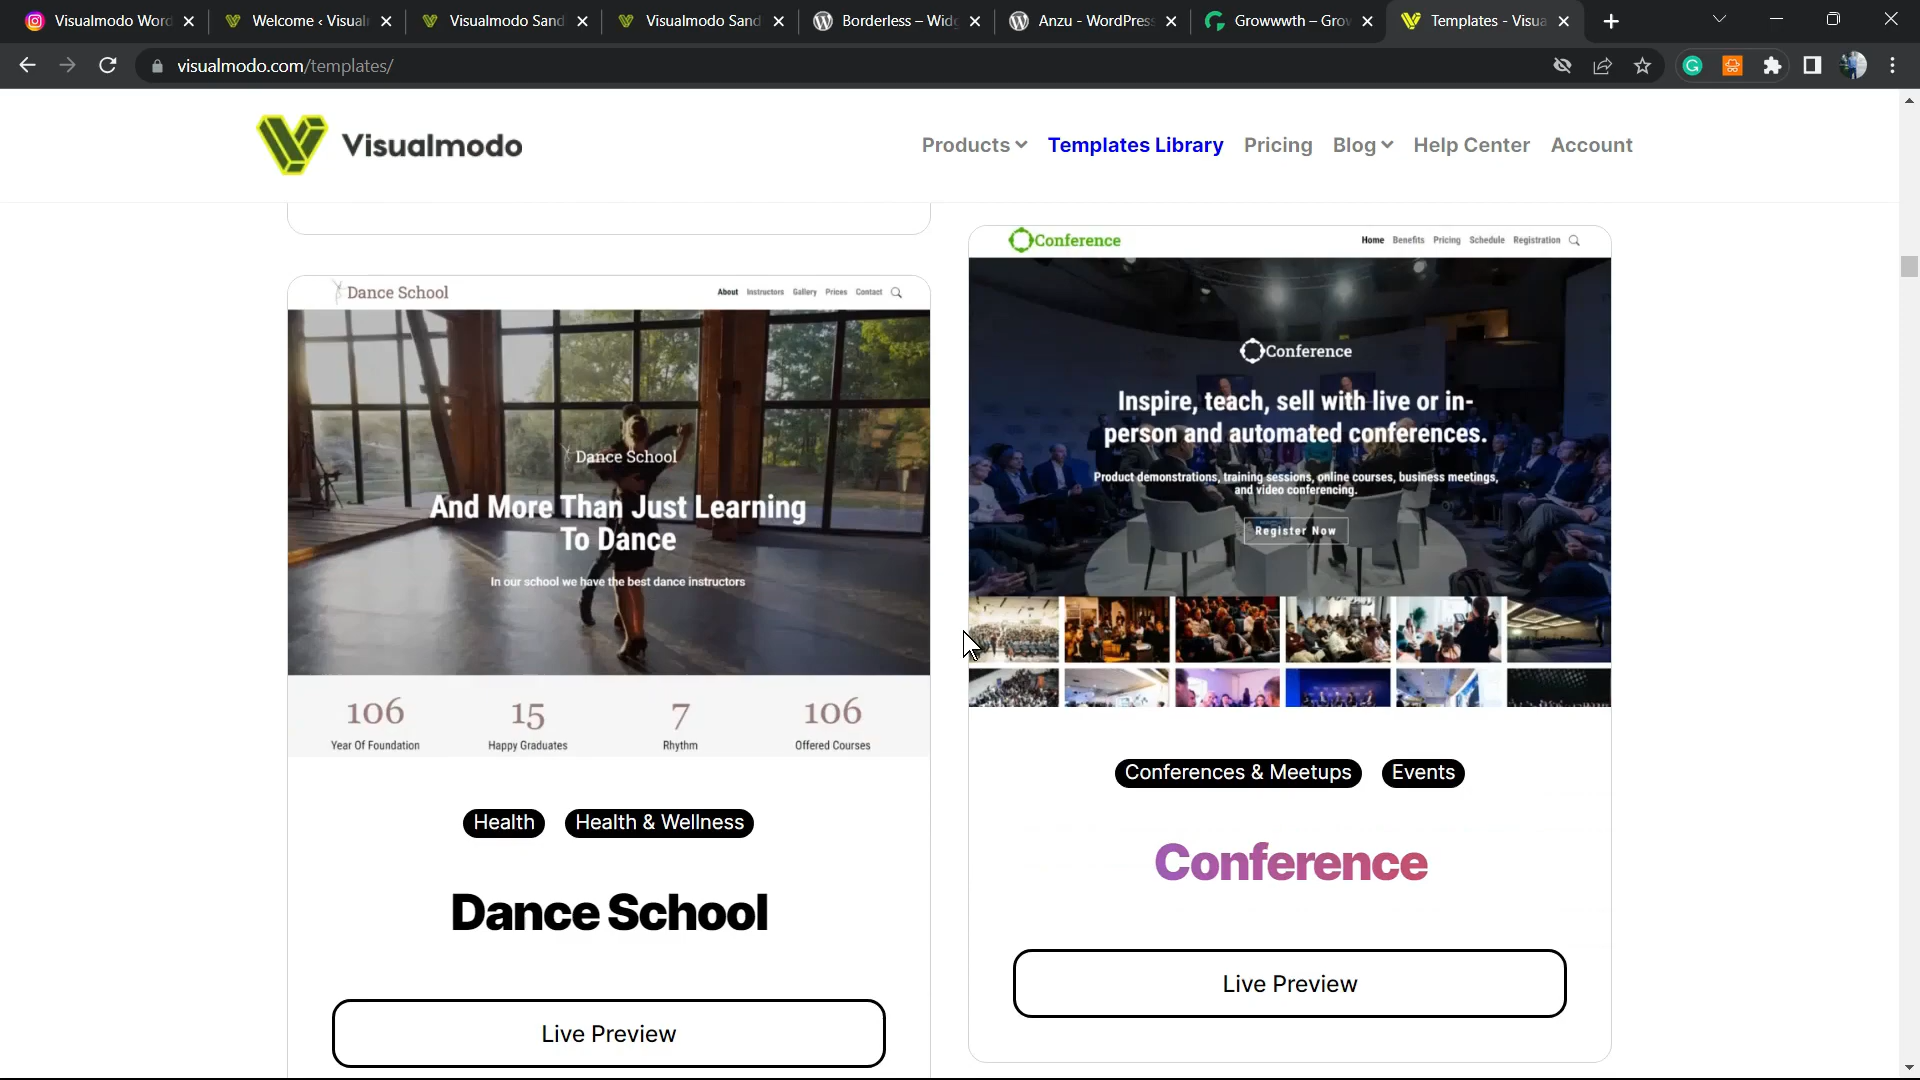 Visualmodo Word
Welcome ‹ Visual
Visualmodo Sand
Visualmodo Sand
Borderless – Widg
Anzu - WordPress
Growwwth – Grow
Templates - Visua
visualmodo.com/templates/
Visualmodo
Products
Templates Library
Pricing
Blog
Help Center
Account
Dance School
About Instructors Gallery Prices Contact
Dance School
And More Than Just Learning
To Dance
In our school we have the best dance instructors
106 15 7 106
Year Of Foundation Happy Graduates Rhythm Offered Courses
Health Health & Wellness
Dance School
Live Preview
Conference
Home Benefits Pricing Schedule Registration
Conference
Inspire, teach, sell with live or in-
person and automated conferences.
Product demonstrations, training sessions, online courses, business meetings,
and video conferencing.
Register Now
Conferences & Meetups Events
Conference
Live Preview